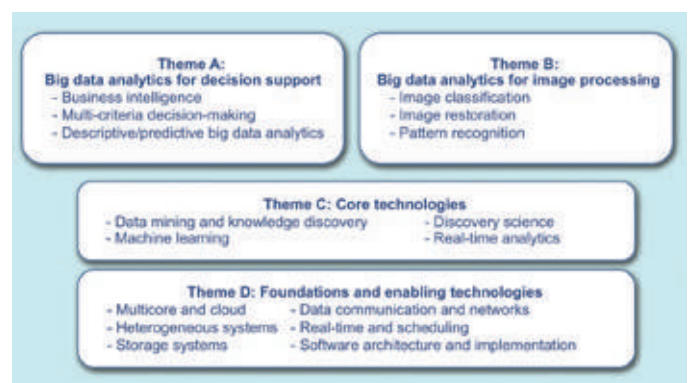 Theme A:
Big data analytics for decision support
- Business intelligence
- Multi-criteria decision-making
- Descriptive/predictive big data analytics
Theme B:
Big data analytics for image processing
- Image classification
- Image restoration
- Pattern recognition
Theme C: Core technologies
- Data mining and knowledge discovery
- Machine learning
- Discovery science
- Real-time analytics
Theme D: Foundations and enabling technologies
- Multicore and cloud
- Heterogeneous systems
- Storage systems
- Data communication and networks
- Real-time and scheduling
- Software architecture and implementation